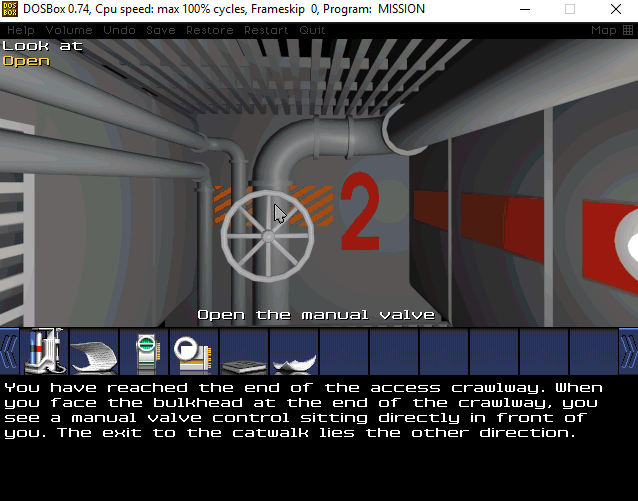 DOSBox 0.74, Cpu speed: max 100% cycles, Frameskip 0, Program: MISSION
Help Volume Undo Save Restore Restart Quit Map
Look at
Open
2
Open the manual valve
You have reached the end of the access crawlway. When
you face the bulkhead at the end of the crawlway, you
see a manual valve control sitting directly in front of
you. The exit to the catwalk lies the other direction.